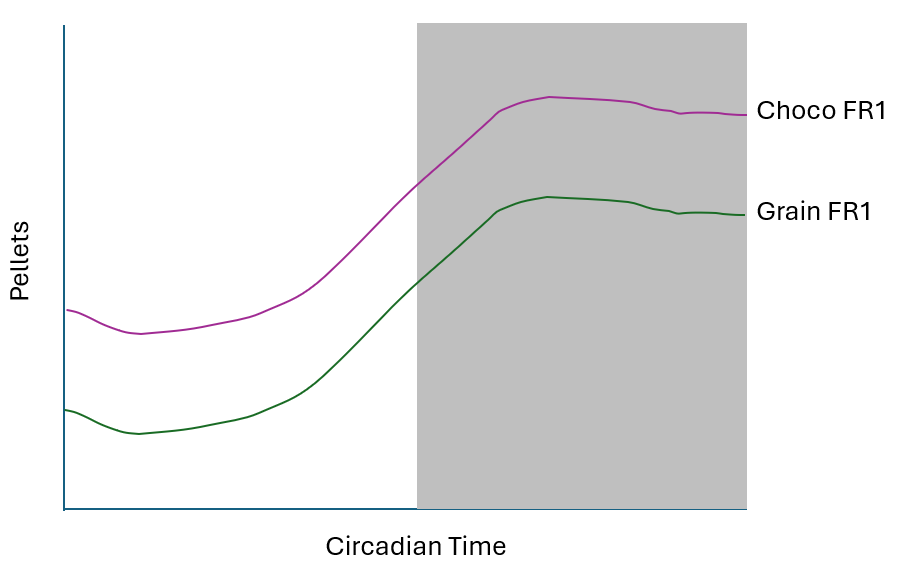 Choco FR1
Grain FR1
Pellets
Circadian Time